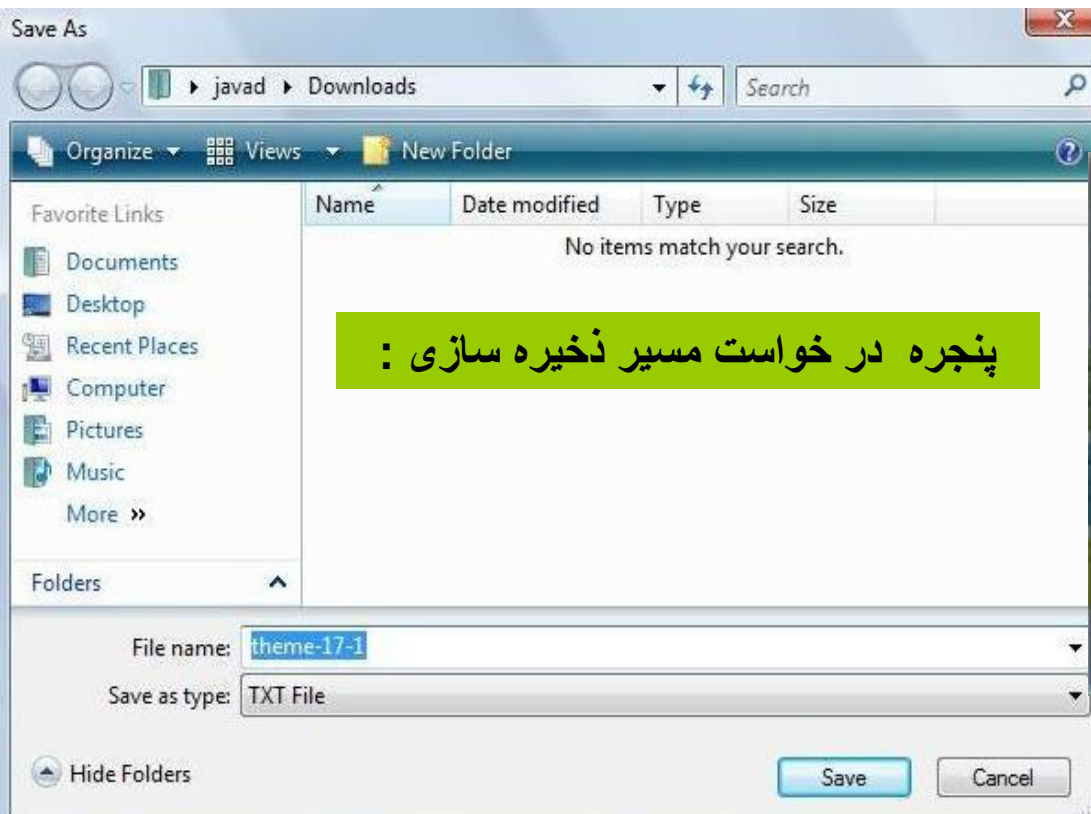 Save As
javad Downloads
Search
Organize Views New Folder
Favorite Links
Documents
Desktop
Recent Places
Computer
Pictures
Music
More »
Folders
Name Date modified Type Size
No items match your search.
پنجره در خواست مسیر ذخیره سازی :
File name: theme-17-1
Save as type: TXT File
Hide Folders
Save Cancel